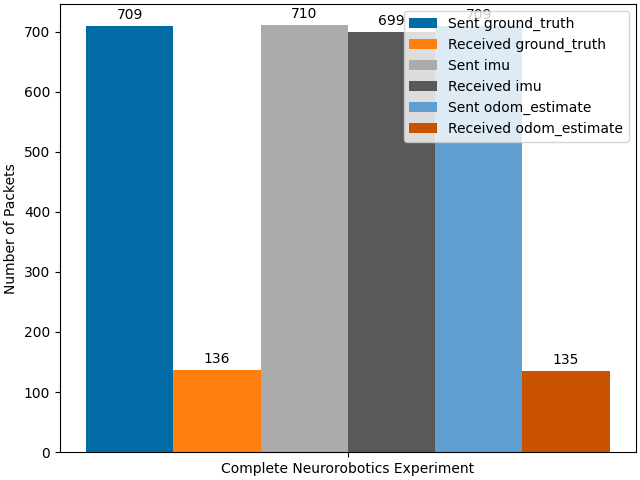 709
710
699
709
Sent ground_truth
Received ground_truth
Sent imu
Received imu
Sent odom_estimate
Received odom_estimate
136
135
700
600
500
400
300
200
100
0
Number of Packets
Complete Neurorobotics Experiment